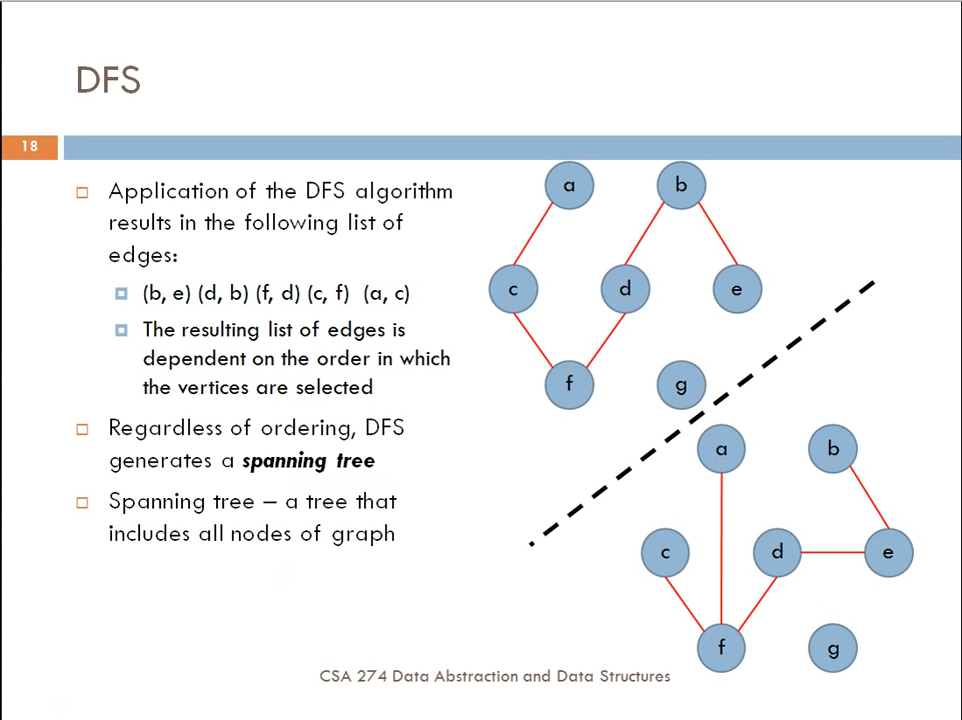 DFS
18
Application of the DFS algorithm
results in the following list of
edges:
(b, e) (d, b) (f, d) (c, f) (a, c)
The resulting list of edges is
dependent on the order in which
the vertices are selected
Regardless of ordering, DFS
generates a spanning tree
Spanning tree – a tree that
includes all nodes of graph
a b
c d e
f g
a b
c d e
f g
CSA 274 Data Abstraction and Data Structures